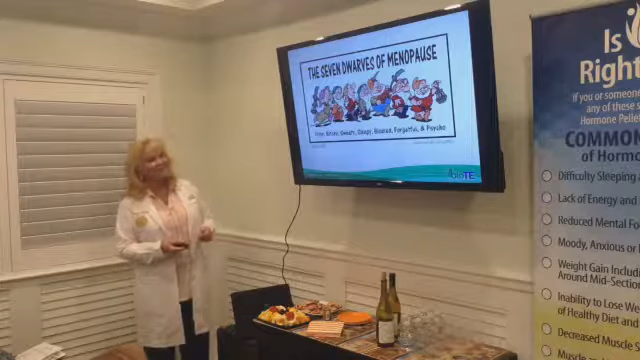 THE SEVEN DWARVES OF MENOPAUSE
Itchy, Bitchy, Sweaty, Sleepy, Bloated, Forgetful, & Psycho
bioTE
Is
Right
If you or someone
any of these s
Hormone Pellet
COMMON
of Hormo
Difficulty Sleeping
Lack of Energy and
Reduced Mental Fo
Moody, Anxious or
Weight Gain Includi
Around Mid-Section
Inability to Lose We
of Healthy Diet and
Decreased Muscle S